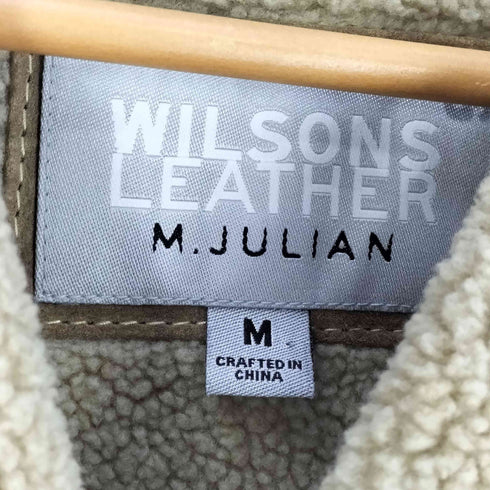 WILSONS
LEATHER
M.JULIAN
M
CRAFTED IN
CHINA